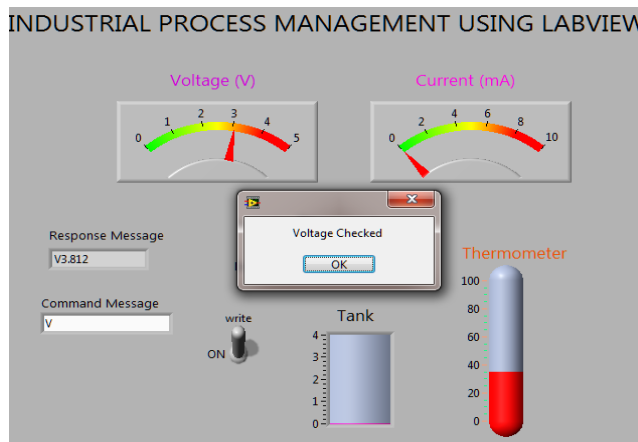 INDUSTRIAL PROCESS MANAGEMENT USING LABVIEW
Voltage (V)
0 1 2 3 4 5
Current (mA)
0 2 4 6 8 10
Voltage Checked
OK
Response Message
V3.812
Command Message
V
write
ON
Tank
4
3
2
1
0
Thermometer
100
80
60
40
20
0